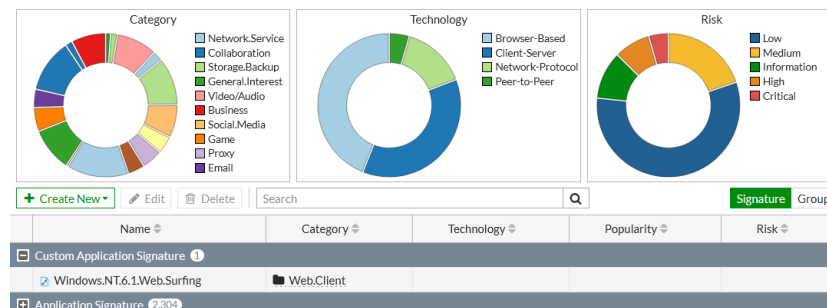 Category
Network.Service
Collaboration
Storage.Backup
General.Interest
Video/Audio
Business
Social.Media
Game
Proxy
Email
Technology
Browser-Based
Client-Server
Network-Protocol
Peer-to-Peer
Risk
Low
Medium
Information
High
Critical
Create New Edit Delete Search Signature Group
Name Category Technology Popularity Risk
Custom Application Signature 1
Windows.NT.6.1.Web.Surfing Web.Client
Application Signature 2,304